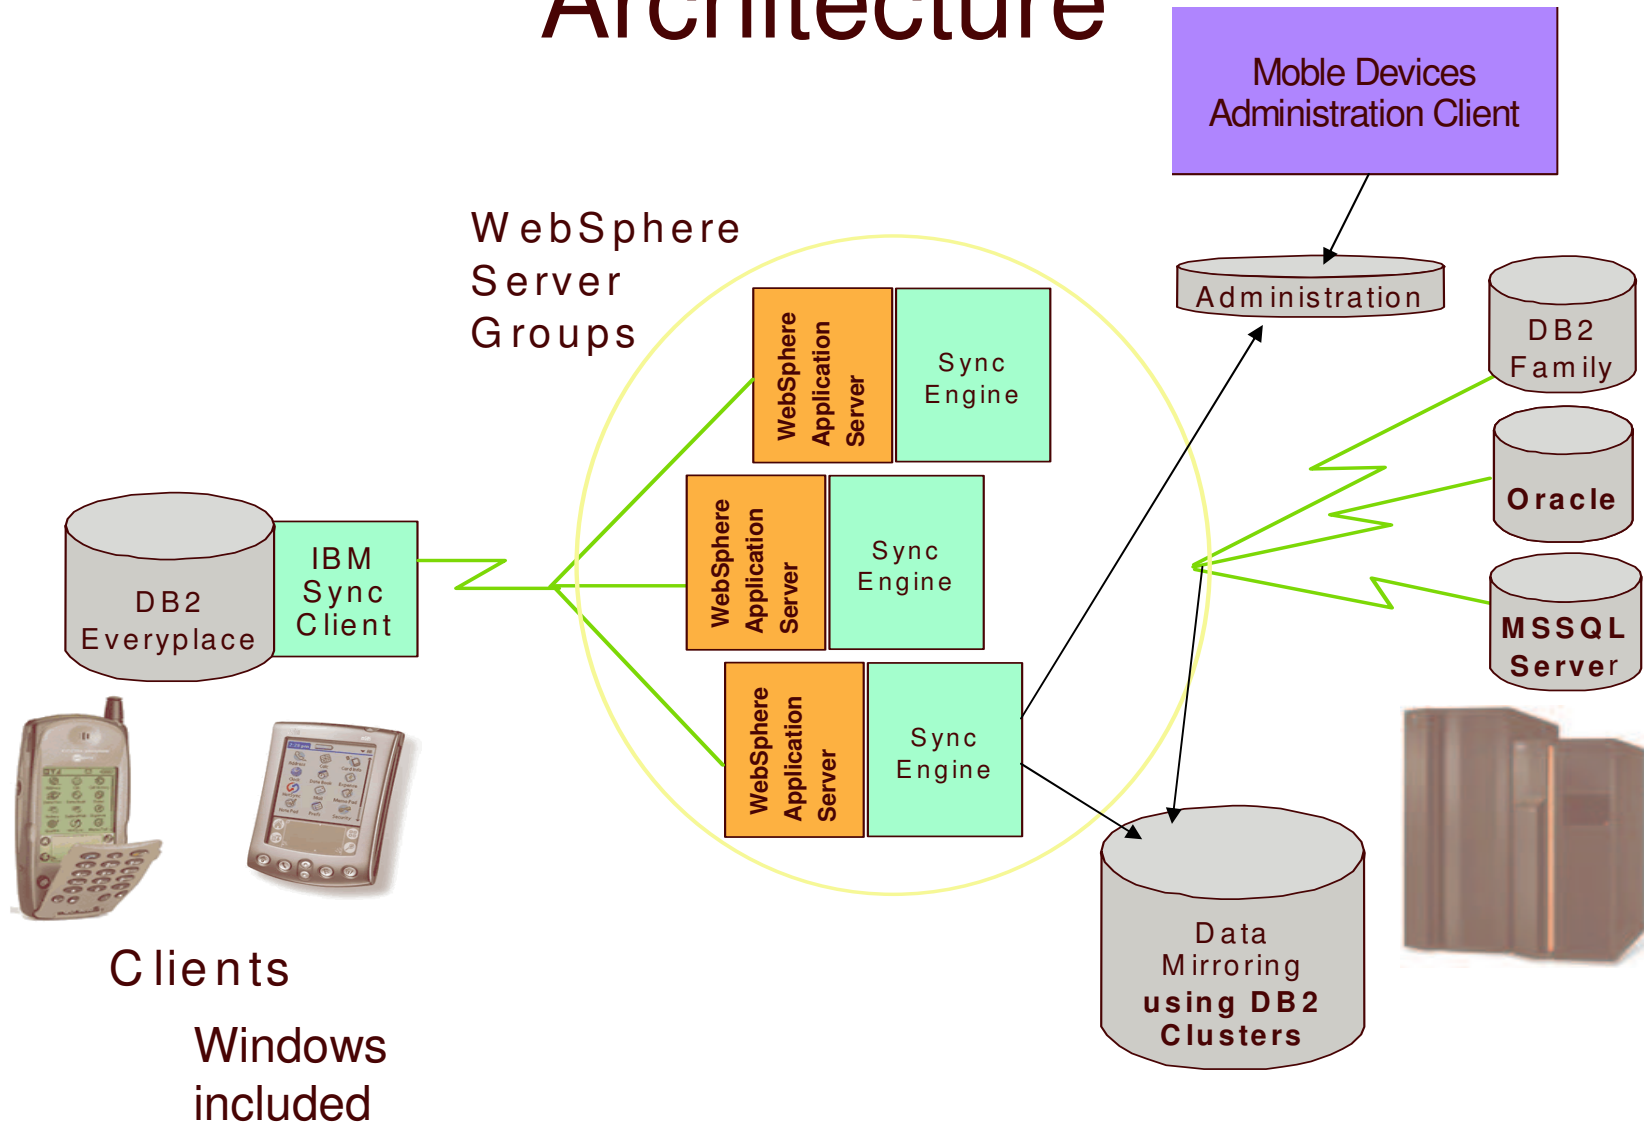 Architecture
Moble Devices
Administration Client
WebSphere
Server
Groups
Administration
WebSphere
Application
Server
Sync
Engine
DB2
Family
Oracle
WebSphere
Application
Server
Sync
Engine
DB2
Everyplace
IBM
Sync
Client
MSSQL
Server
WebSphere
Application
Server
Sync
Engine
Data
Mirroring
using DB2
Clusters
Clients
Windows
included